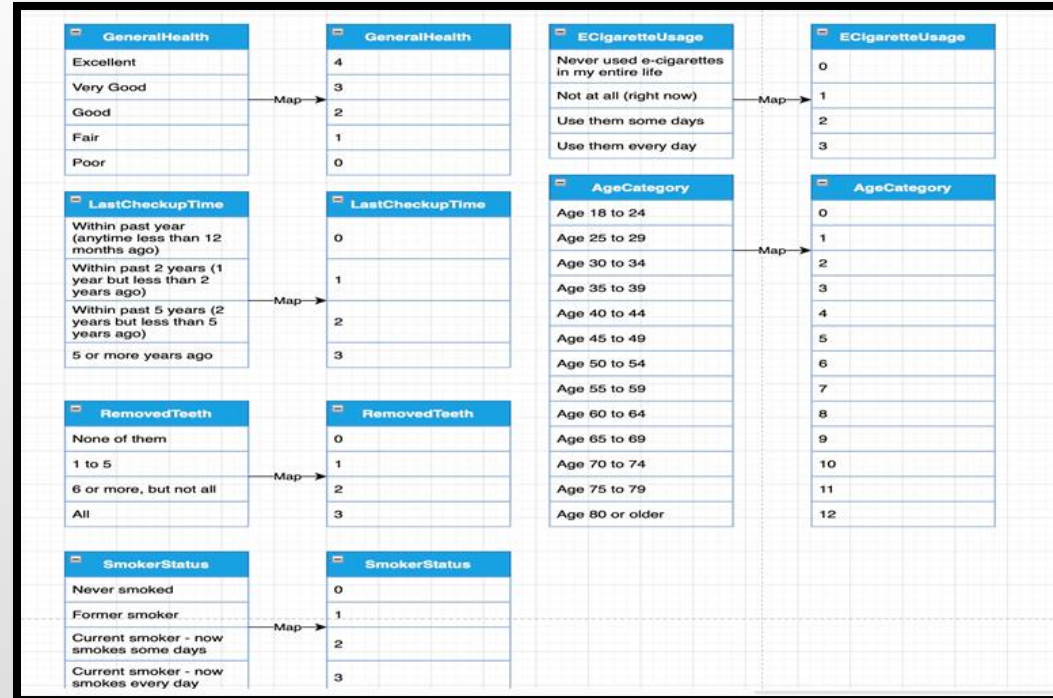 GeneralHealth
Excellent
Very Good
Good
Fair
Poor
Map
GeneralHealth
4
3
2
1
0
LastCheckupTime
Within past year
(anytime less than 12
months ago)
Within past 2 years (1
year but less than 2
years ago)
Within past 5 years (2
years but less than 5
years ago)
5 or more years ago
Map
LastCheckupTime
0
1
2
3
RemovedTeeth
None of them
1 to 5
6 or more, but not all
All
Map
RemovedTeeth
0
1
2
3
SmokerStatus
Never smoked
Former smoker
Current smoker - now
smokes some days
Current smoker - now
smokes every day
Map
SmokerStatus
0
1
2
3
ECigaretteUsage
Never used e-cigarettes
in my entire life
Not at all (right now)
Use them some days
Use them every day
Map
ECigaretteUsage
0
1
2
3
AgeCategory
Age 18 to 24
Age 25 to 29
Age 30 to 34
Age 35 to 39
Age 40 to 44
Age 45 to 49
Age 50 to 54
Age 55 to 59
Age 60 to 64
Age 65 to 69
Age 70 to 74
Age 75 to 79
Age 80 or older
Map
AgeCategory
0
1
2
3
4
5
6
7
8
9
10
11
12